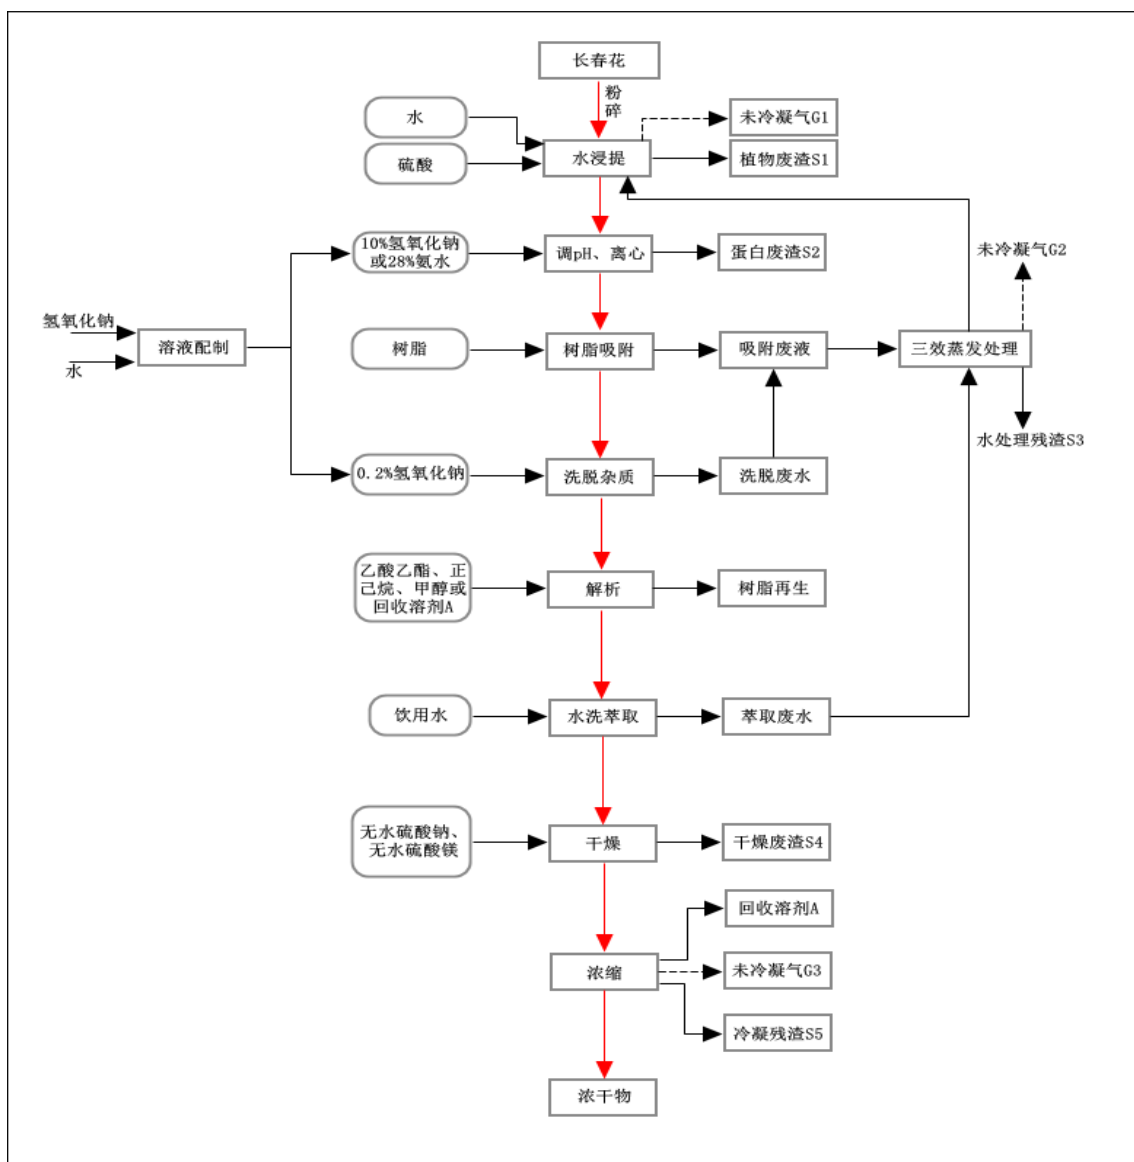 长春花
粉
碎
水
未冷凝气G1
硫酸
水浸提
植物废渣S1
10%氢氧化钠
或28%氨水
调pH、离心
蛋白废渣S2
未冷凝气G2
氢氧化钠
水
溶液配制
树脂
树脂吸附
吸附废液
三效蒸发处理
水处理残渣S3
0.2%氢氧化钠
洗脱杂质
洗脱废水
乙酸乙酯、正
己烷、甲醇或
回收溶剂A
解析
树脂再生
饮用水
水洗萃取
萃取废水
无水硫酸钠、
无水硫酸镁
干燥
干燥废渣S4
回收溶剂A
浓缩
未冷凝气G3
冷凝残渣S5
浓干物